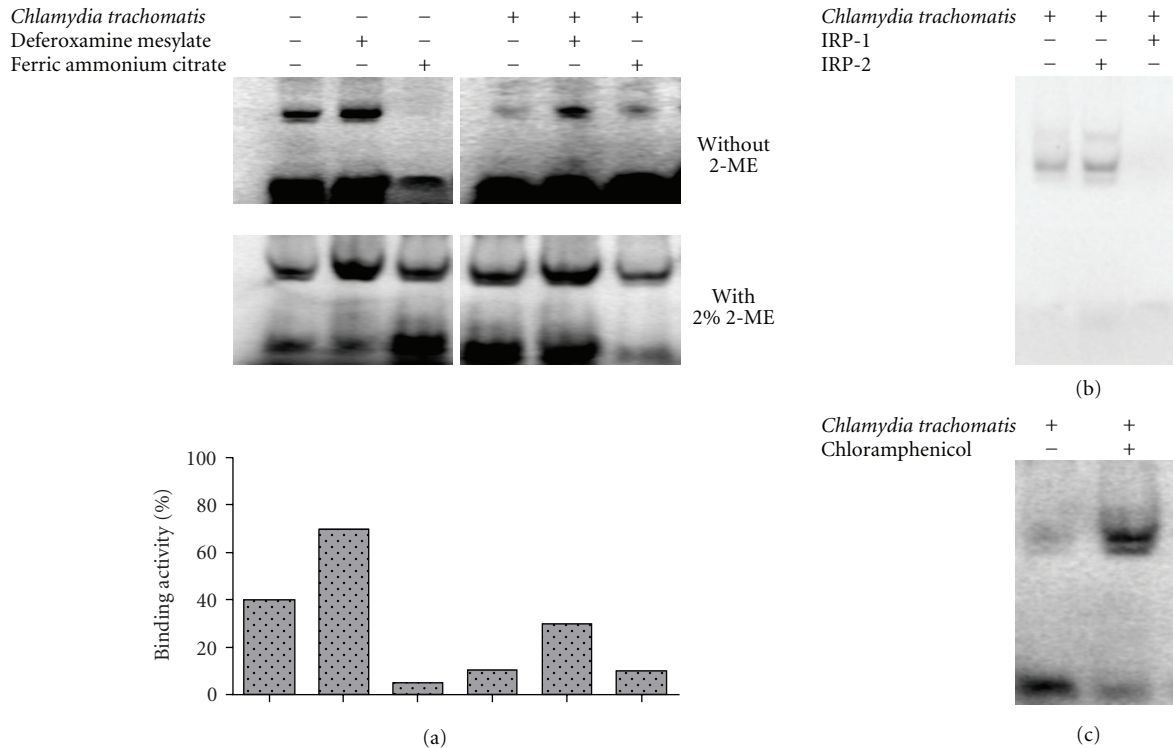 Chlamydia trachomatis − − − + + +
Deferoxamine mesylate − + − − + −
Ferric ammonium citrate − − + − − +
Without
2-ME
With
2% 2-ME
100
80
60
40
20
0
Binding activity (%)
(a)
Chlamydia trachomatis + + +
IRP-1 − − +
IRP-2 − + −
(b)
Chlamydia trachomatis + +
Chloramphenicol − +
(c)